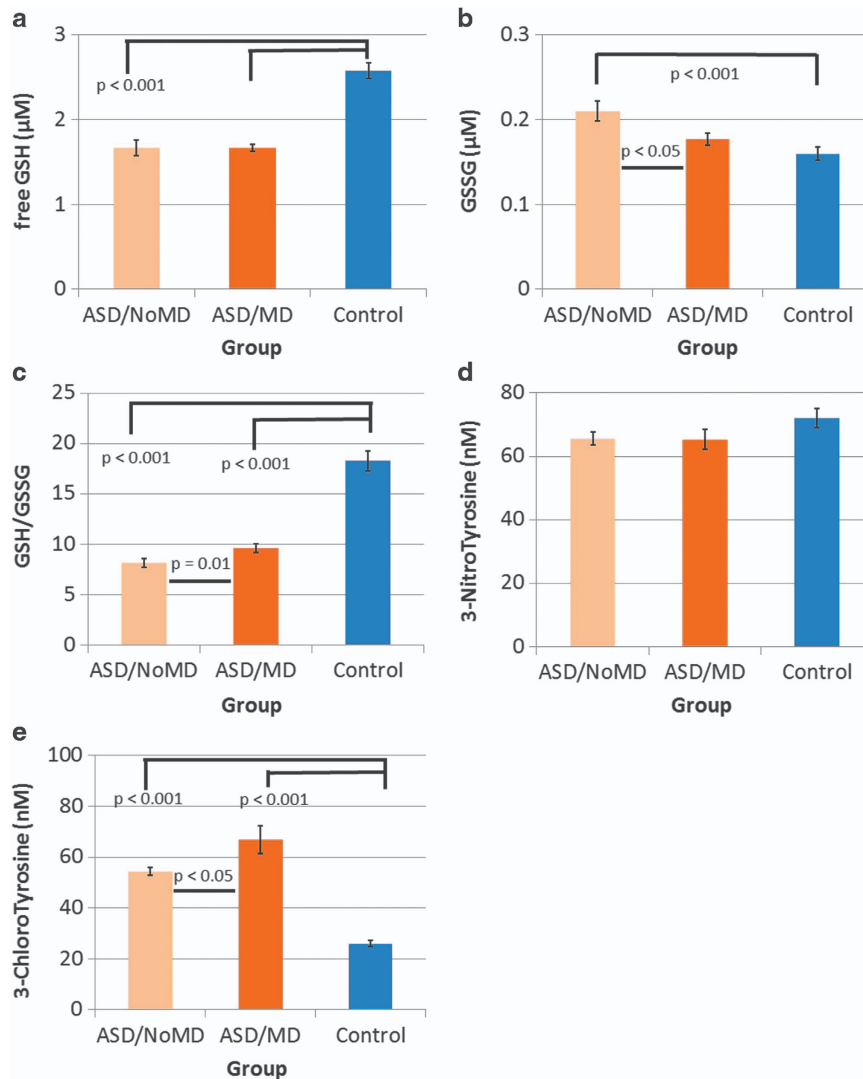 a
free GSH (µM)
3
2
1
0
p < 0.001
ASD/NoMD ASD/MD Control
Group
b
GSSG (µM)
0.3
0.2
0.1
0
p < 0.001
p < 0.05
ASD/NoMD ASD/MD Control
Group
c
GSH/GSSG
25
20
15
10
5
0
p < 0.001 p < 0.001
p = 0.01
ASD/NoMD ASD/MD Control
Group
d
3-NitroTyrosine (nM)
80
60
40
20
0
ASD/NoMD ASD/MD Control
Group
e
3-ChloroTyrosine (nM)
100
80
60
40
20
0
p < 0.001 p < 0.001
p < 0.05
ASD/NoMD ASD/MD Control
Group